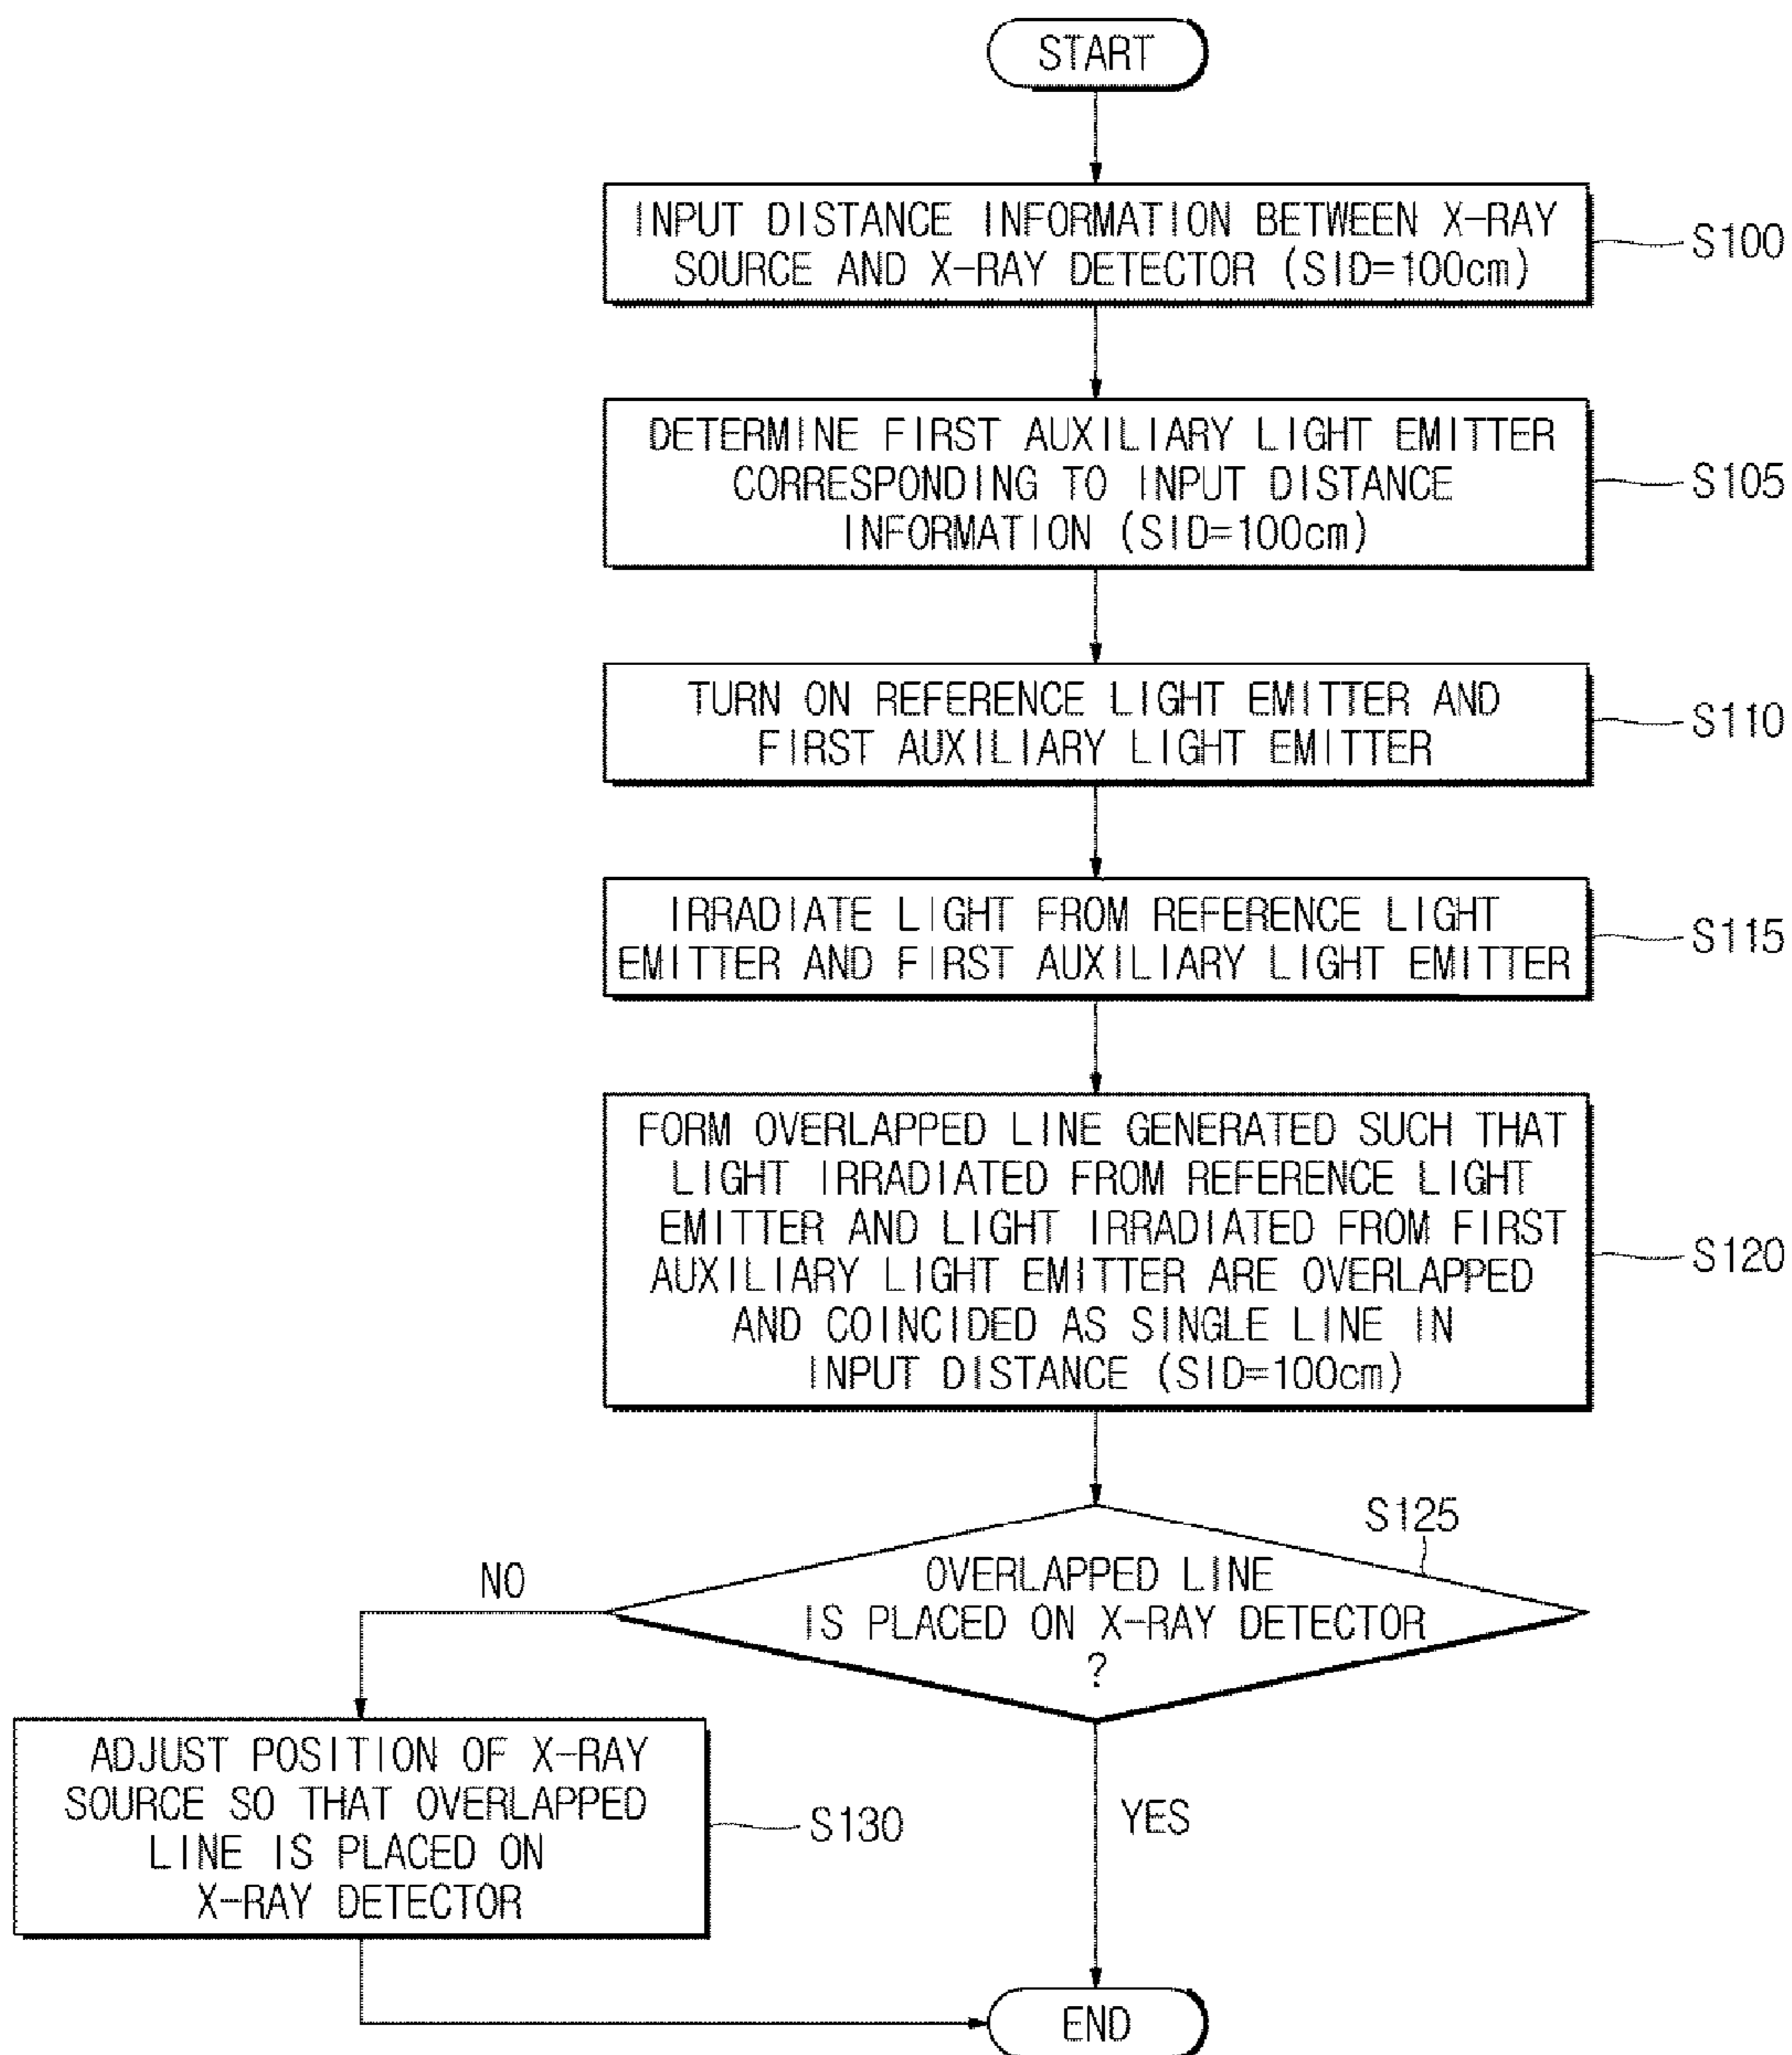 START
INPUT DISTANCE INFORMATION BETWEEN X-RAY
SOURCE AND X-RAY DETECTOR (SID=100cm)
S100
DETERMINE FIRST AUXILIARY LIGHT EMITTER
CORRESPONDING TO INPUT DISTANCE
INFORMATION (SID=100cm)
S105
TURN ON REFERENCE LIGHT EMITTER AND
FIRST AUXILIARY LIGHT EMITTER
S110
IRRADIATE LIGHT FROM REFERENCE LIGHT
EMITTER AND FIRST AUXILIARY LIGHT EMITTER
S115
FORM OVERLAPPED LINE GENERATED SUCH THAT
LIGHT IRRADIATED FROM REFERENCE LIGHT
EMITTER AND LIGHT IRRADIATED FROM FIRST
AUXILIARY LIGHT EMITTER ARE OVERLAPPED
AND COINCIDED AS SINGLE LINE IN
INPUT DISTANCE (SID=100cm)
S120
S125
OVERLAPPED LINE
IS PLACED ON X-RAY DETECTOR
?
NO
ADJUST POSITION OF X-RAY
SOURCE SO THAT OVERLAPPED
LINE IS PLACED ON
X-RAY DETECTOR
S130
YES
END